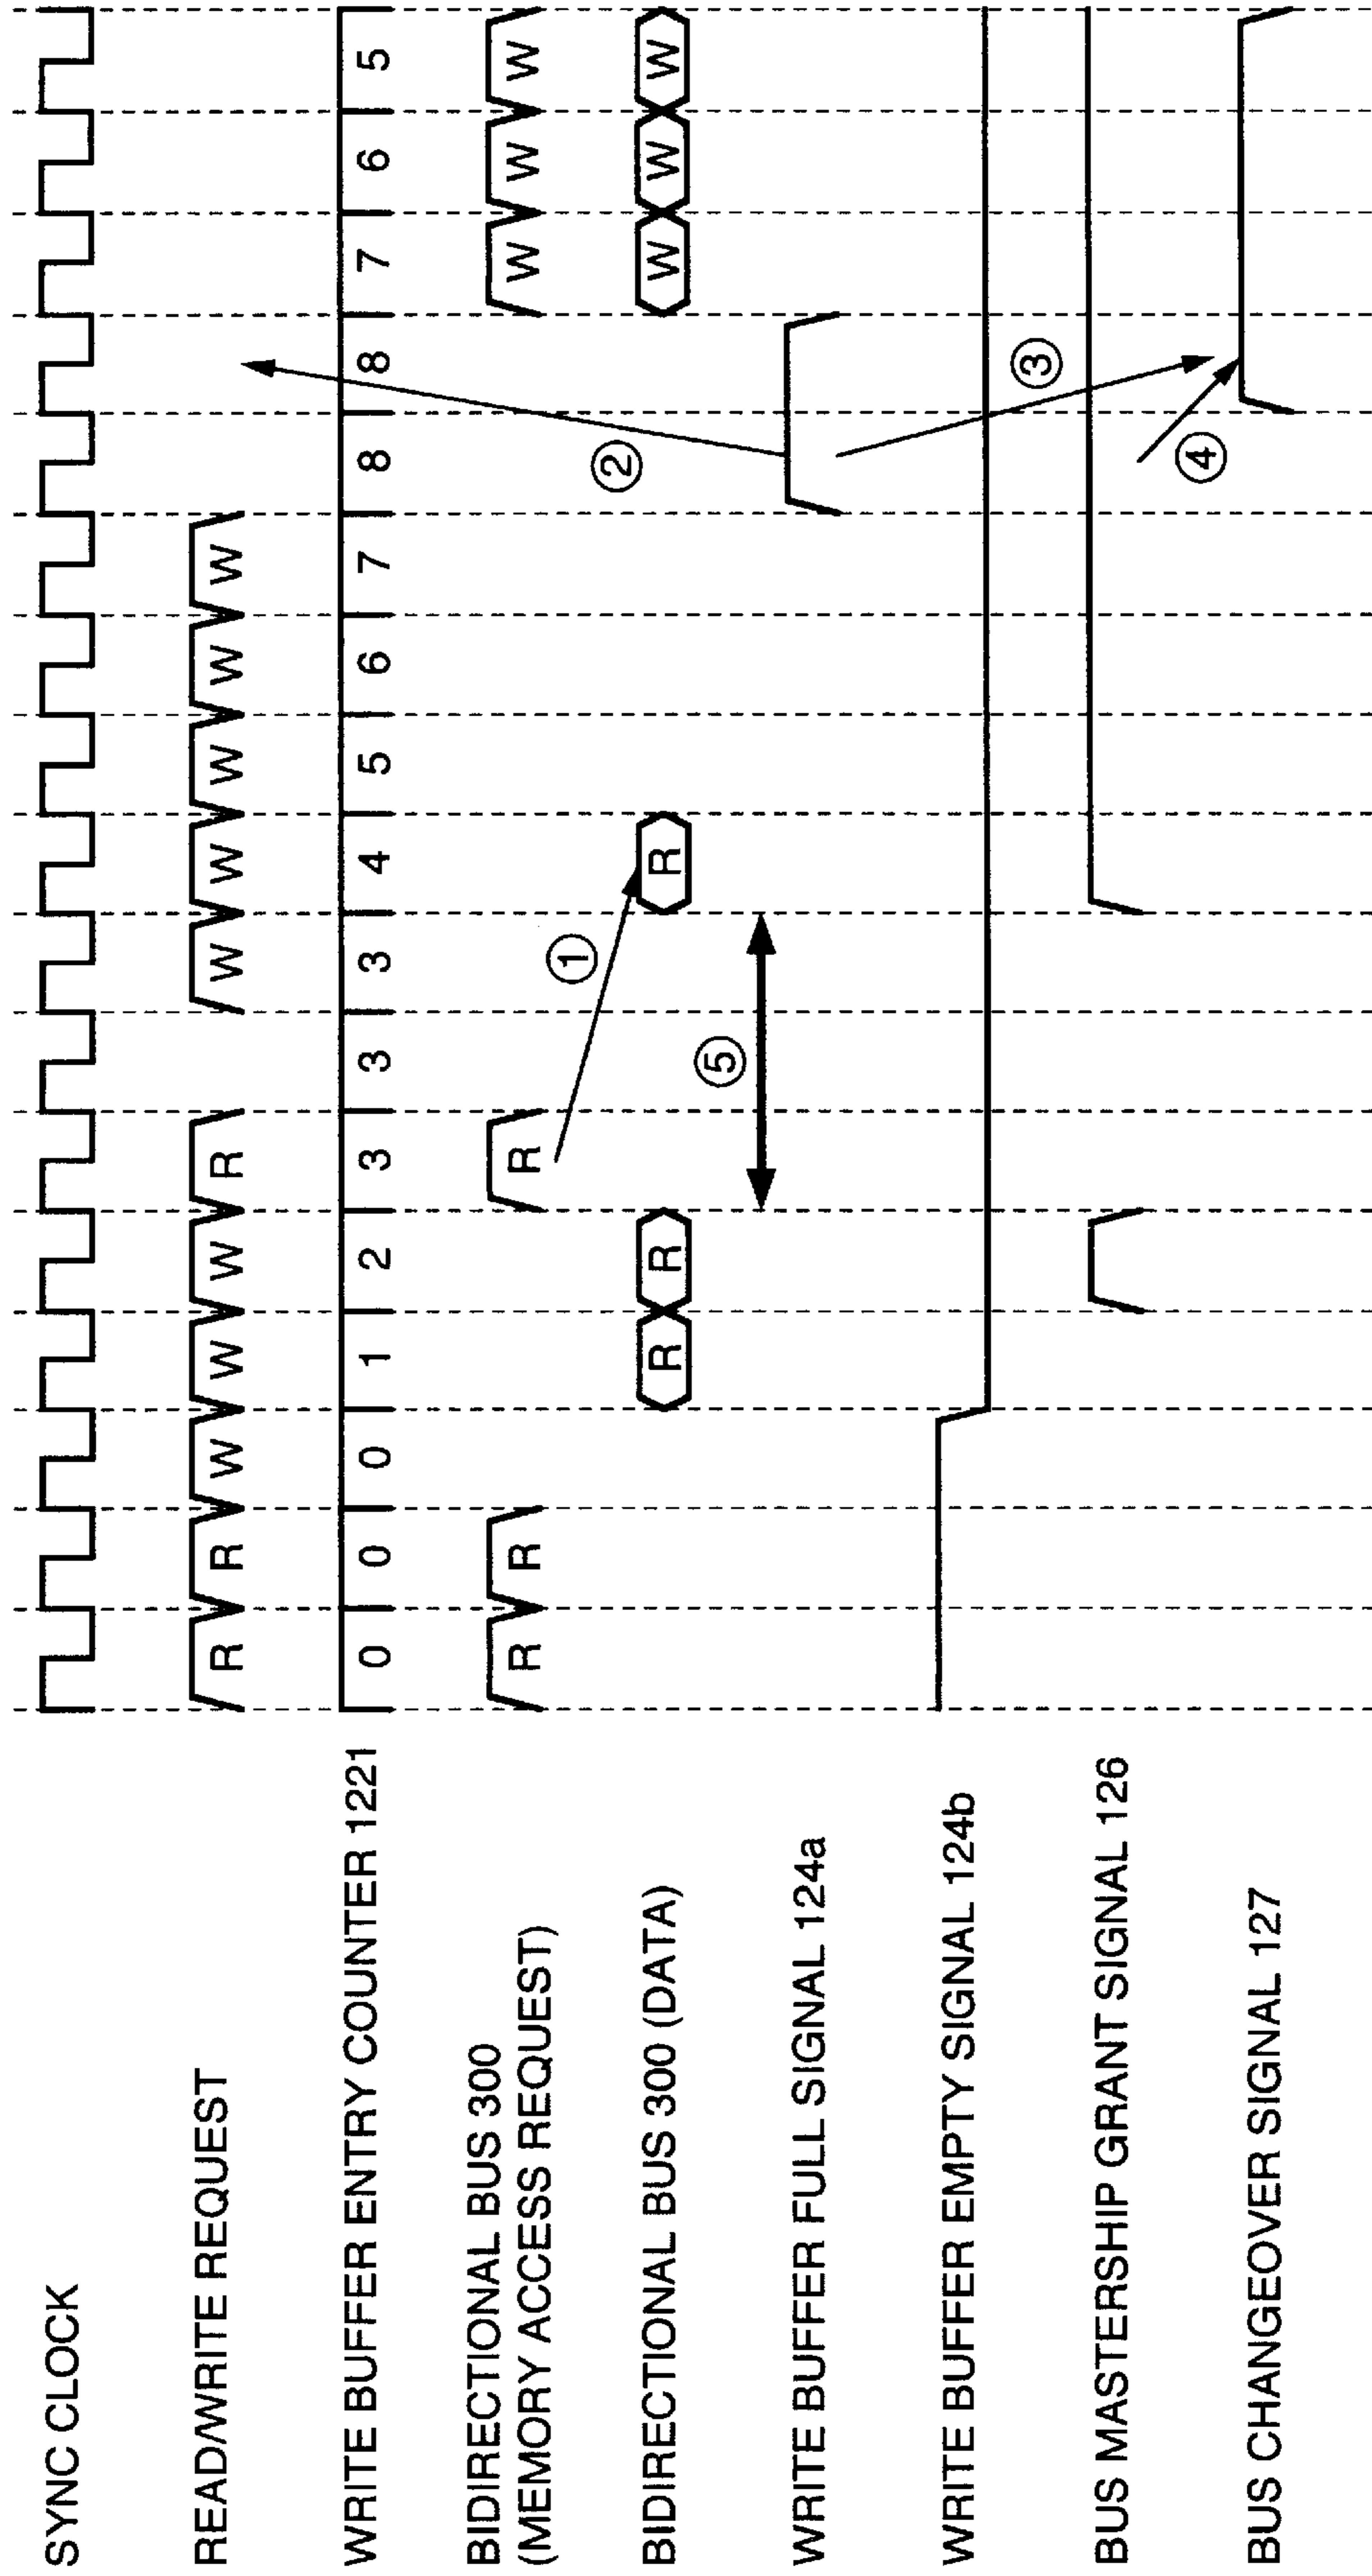 SYNC CLOCK
READ/WRITE REQUEST
R R W W W R W W W W W
WRITE BUFFER ENTRY COUNTER 1221
0 0 0 1 2 3 3 3 4 5 6 7 8 8 7 6 5
BIDIRECTIONAL BUS 300
(MEMORY ACCESS REQUEST)
R R R W W W
①
②
BIDIRECTIONAL BUS 300 (DATA)
R R R W W W
⑤
WRITE BUFFER FULL SIGNAL 124a
WRITE BUFFER EMPTY SIGNAL 124b
③
BUS MASTERSHIP GRANT SIGNAL 126
④
BUS CHANGEOVER SIGNAL 127